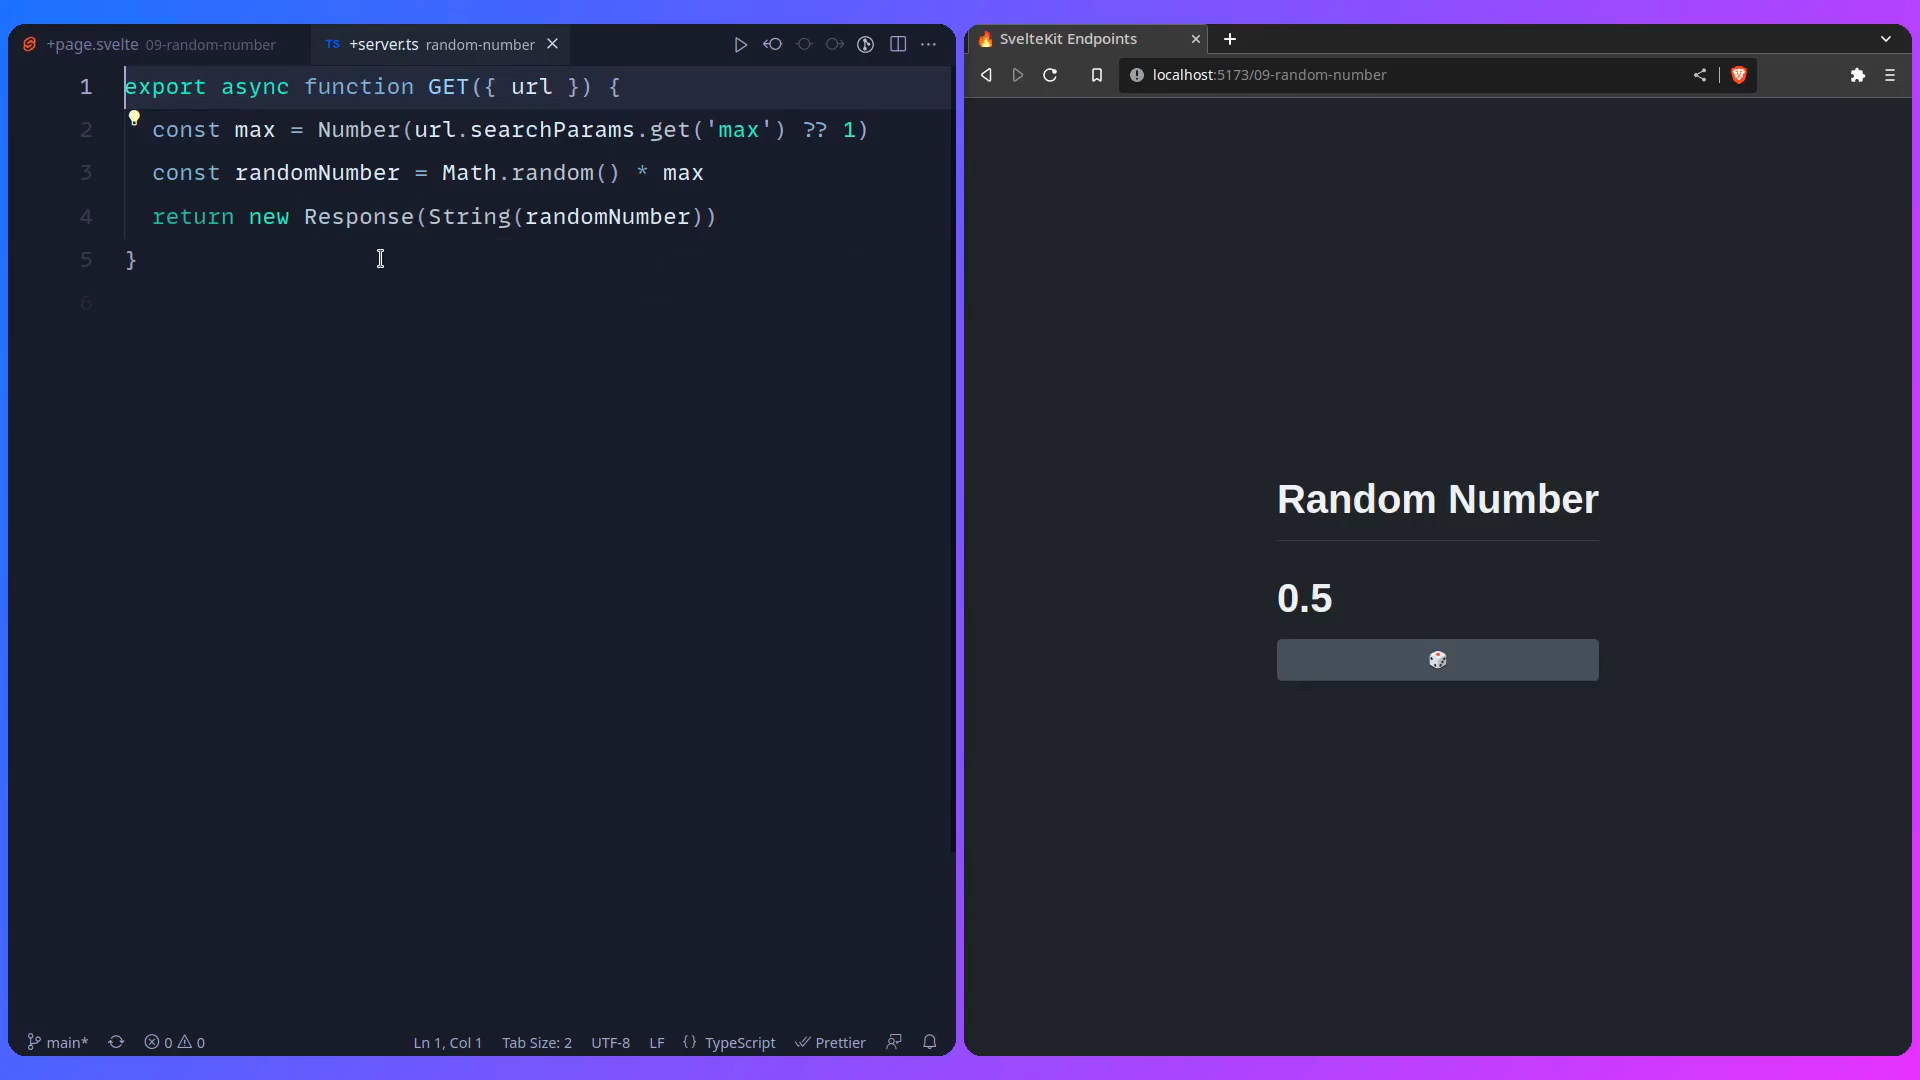 +page.svelte 09-random-number
TS +server.ts random-number
1 export async function GET({ url }) {
2 const max = Number(url.searchParams.get('max') ?? 1)
3 const randomNumber = Math.random() * max
4 return new Response(String(randomNumber))
5 }
6
main* 0 0 Ln 1, Col 1 Tab Size: 2 UTF-8 LF {} TypeScript Prettier
SvelteKit Endpoints
localhost:5173/09-random-number
Random Number
0.5